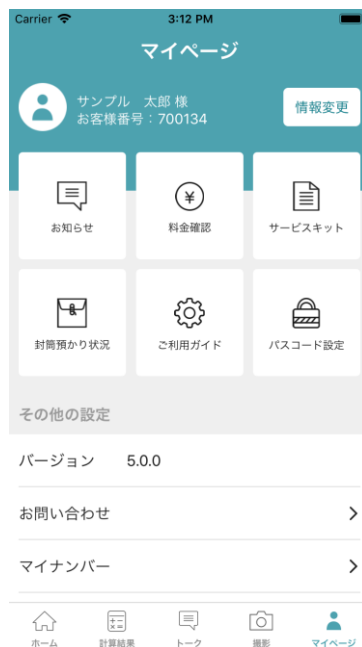 Carrier 3:12 PM
マイページ
サンプル 太郎 様
お客様番号：700134
情報変更
お知らせ
料金確認
サービスキット
封筒預かり状況
ご利用ガイド
パスコード設定
その他の設定
バージョン 5.0.0
お問い合わせ
マイナンバー
ホーム
計算結果
トーク
撮影
マイページ